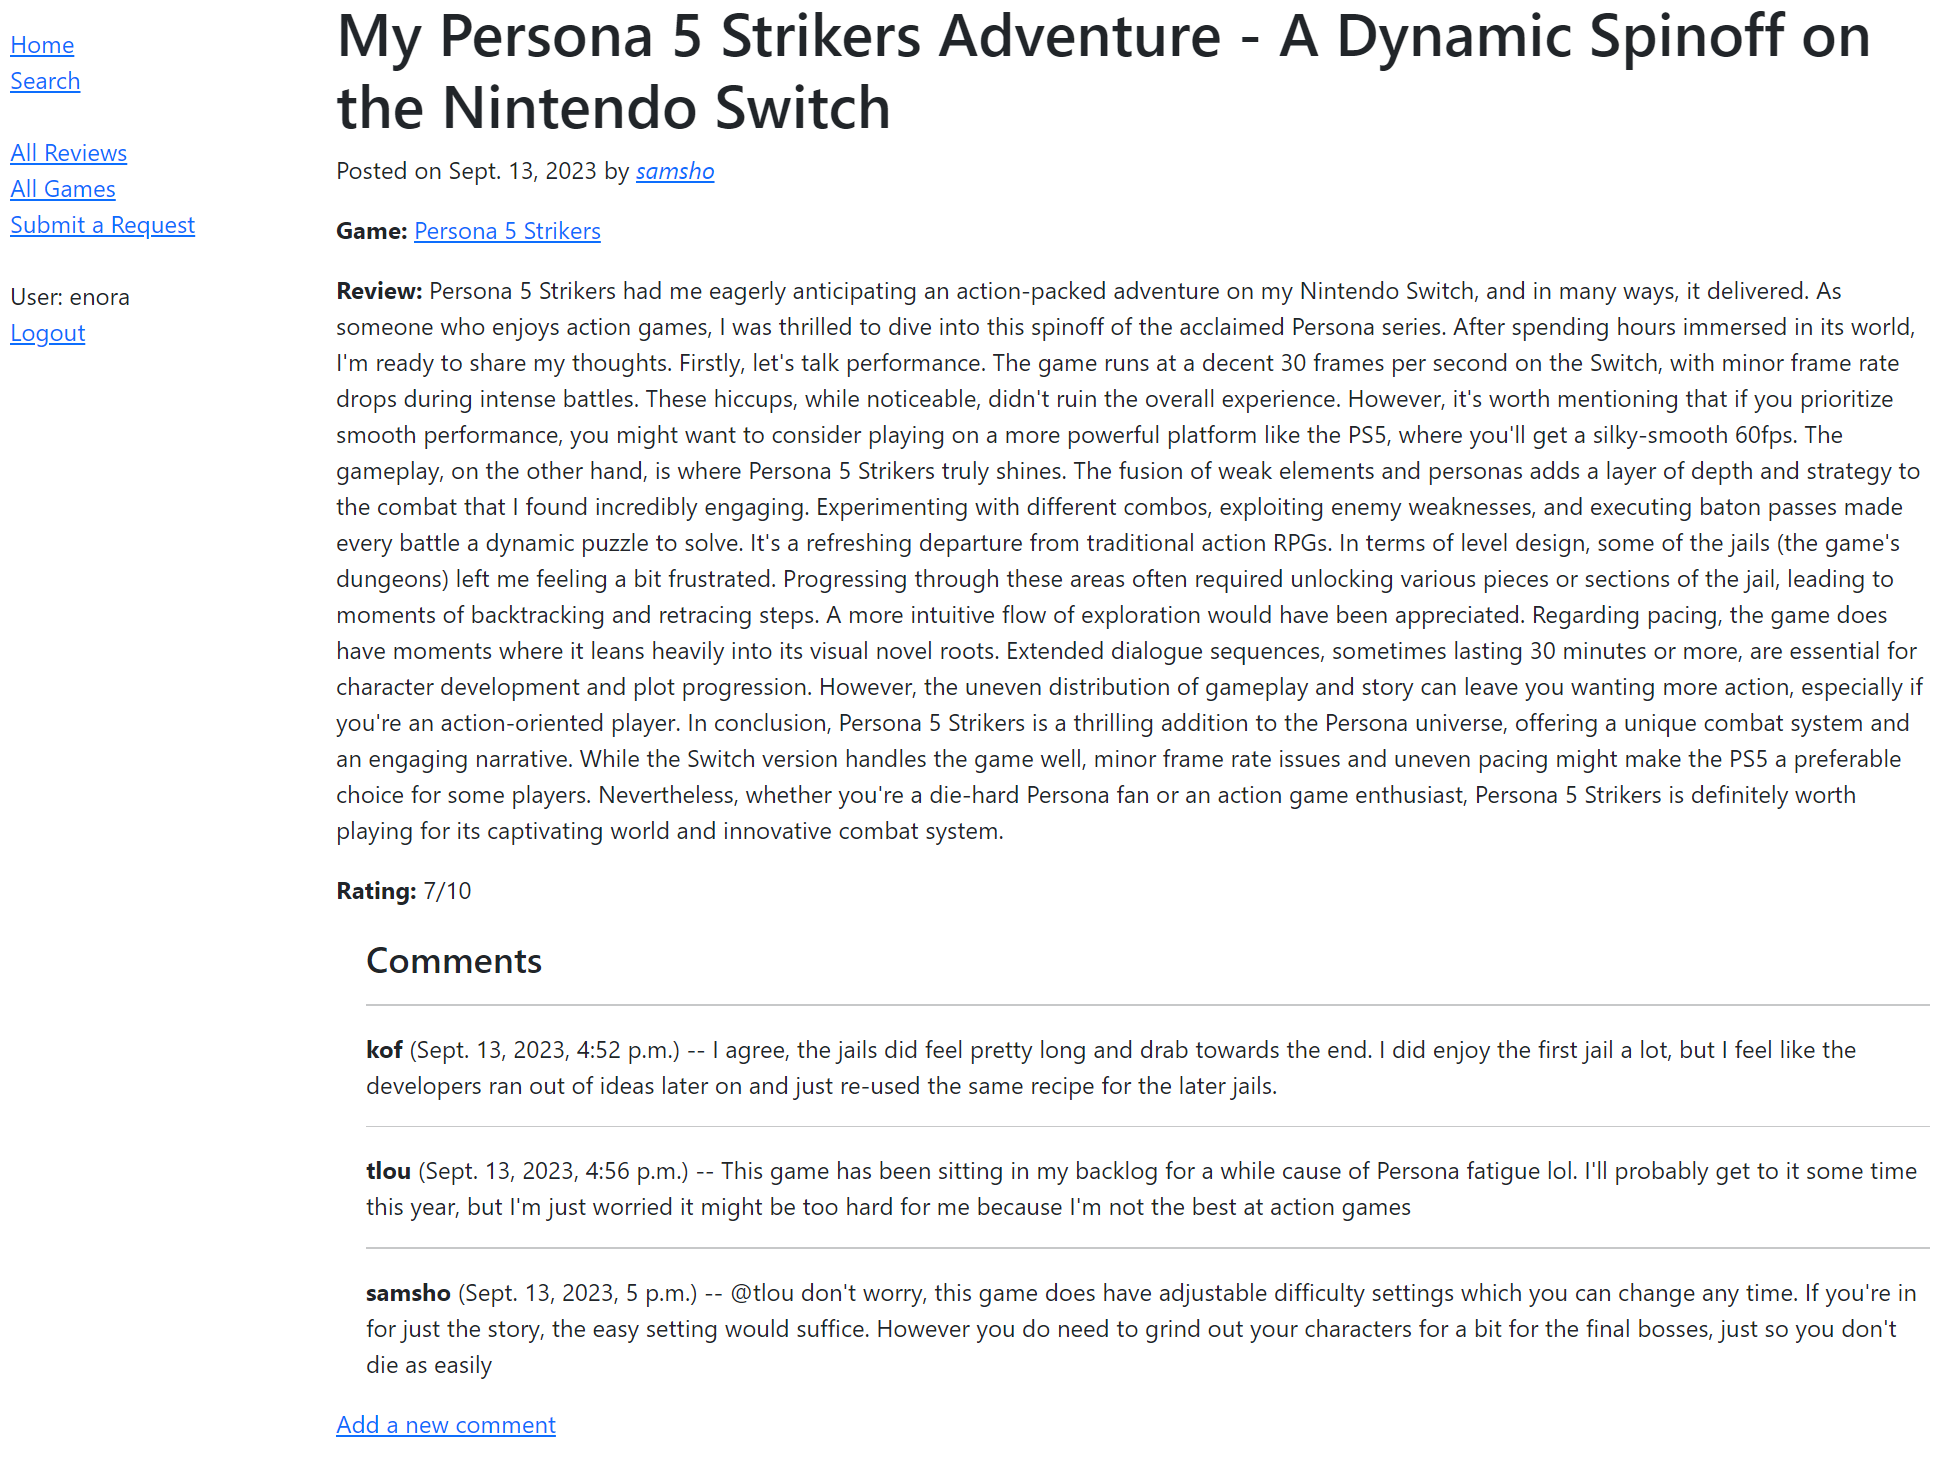 Home
Search
All Reviews
All Games
Submit a Request
User: enora
Logout
My Persona 5 Strikers Adventure - A Dynamic Spinoff on
the Nintendo Switch
Posted on Sept. 13, 2023 by samsho
Game: Persona 5 Strikers
Review: Persona 5 Strikers had me eagerly anticipating an action-packed adventure on my Nintendo Switch, and in many ways, it delivered. As
someone who enjoys action games, I was thrilled to dive into this spinoff of the acclaimed Persona series. After spending hours immersed in its world,
I'm ready to share my thoughts. Firstly, let's talk performance. The game runs at a decent 30 frames per second on the Switch, with minor frame rate
drops during intense battles. These hiccups, while noticeable, didn't ruin the overall experience. However, it's worth mentioning that if you prioritize
smooth performance, you might want to consider playing on a more powerful platform like the PS5, where you'll get a silky-smooth 60fps. The
gameplay, on the other hand, is where Persona 5 Strikers truly shines. The fusion of weak elements and personas adds a layer of depth and strategy to
the combat that I found incredibly engaging. Experimenting with different combos, exploiting enemy weaknesses, and executing baton passes made
every battle a dynamic puzzle to solve. It's a refreshing departure from traditional action RPGs. In terms of level design, some of the jails (the game's
dungeons) left me feeling a bit frustrated. Progressing through these areas often required unlocking various pieces or sections of the jail, leading to
moments of backtracking and retracing steps. A more intuitive flow of exploration would have been appreciated. Regarding pacing, the game does
have moments where it leans heavily into its visual novel roots. Extended dialogue sequences, sometimes lasting 30 minutes or more, are essential for
character development and plot progression. However, the uneven distribution of gameplay and story can leave you wanting more action, especially if
you're an action-oriented player. In conclusion, Persona 5 Strikers is a thrilling addition to the Persona universe, offering a unique combat system and
an engaging narrative. While the Switch version handles the game well, minor frame rate issues and uneven pacing might make the PS5 a preferable
choice for some players. Nevertheless, whether you're a die-hard Persona fan or an action game enthusiast, Persona 5 Strikers is definitely worth
playing for its captivating world and innovative combat system.
Rating: 7/10
Comments
kof (Sept. 13, 2023, 4:52 p.m.) -- I agree, the jails did feel pretty long and drab towards the end. I did enjoy the first jail a lot, but I feel like the
developers ran out of ideas later on and just re-used the same recipe for the later jails.
tlou (Sept. 13, 2023, 4:56 p.m.) -- This game has been sitting in my backlog for a while cause of Persona fatigue lol. I'll probably get to it some time
this year, but I'm just worried it might be too hard for me because I'm not the best at action games
samsho (Sept. 13, 2023, 5 p.m.) -- @tlou don't worry, this game does have adjustable difficulty settings which you can change any time. If you're in
for just the story, the easy setting would suffice. However you do need to grind out your characters for a bit for the final bosses, just so you don't
die as easily
Add a new comment